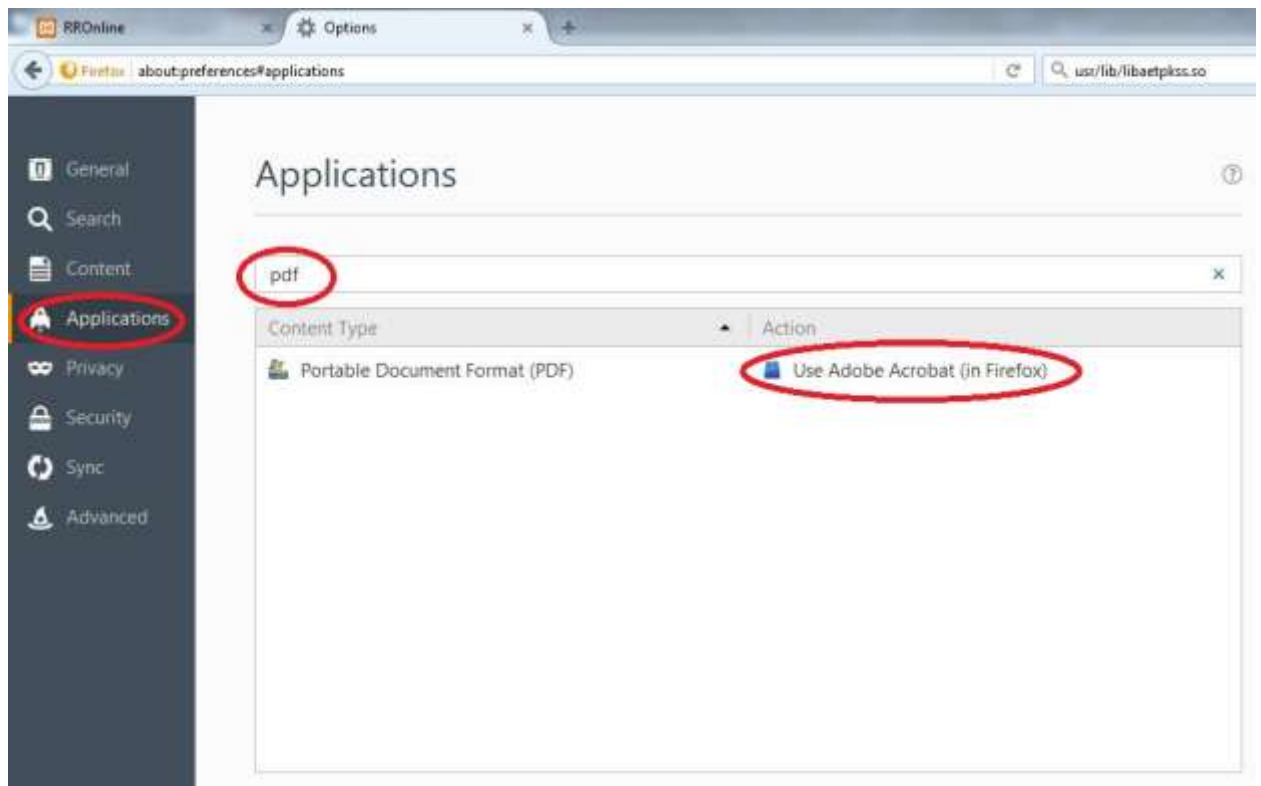 RROnline
Options
Firefox about:preferences#applications
usr/lib/libaetpkss.so
General
Search
Content
Applications
Privacy
Security
Sync
Advanced
Applications
pdf
Content Type
Action
Portable Document Format (PDF)
Use Adobe Acrobat (in Firefox)